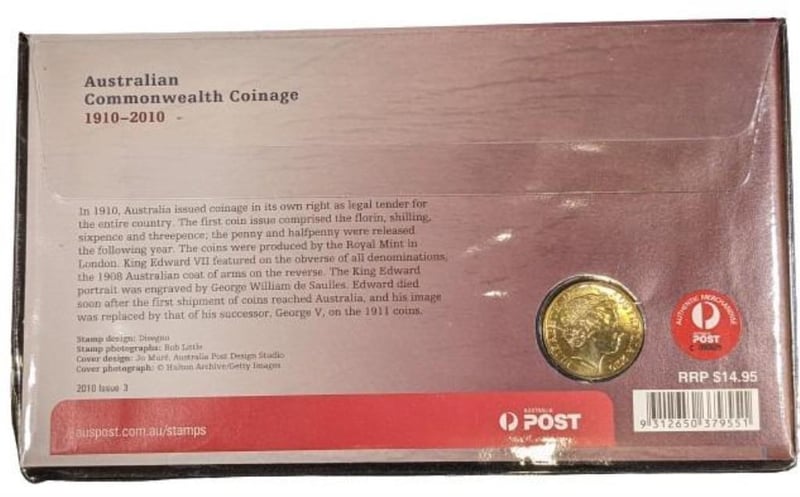 Australian
Commonwealth Coinage
1910–2010
In 1910, Australia issued coinage in its own right as legal tender for
the entire country. The first coin issue comprised the florin, shilling,
sixpence and threepence; the penny and halfpenny were released
the following year. The coins were produced by the Royal Mint in
London. King Edward VII featured on the obverse of all denominations,
the 1908 Australian coat of arms on the reverse. The King Edward
portrait was engraved by George William de Saulles. Edward died
soon after the first shipment of coins reached Australia, and his image
was replaced by that of his successor, George V, on the 1911 coins.
Stamp design: Disegno
Stamp photographs: Rob Little
Cover design: Jo Muré, Australia Post Design Studio
Cover photograph: © Hulton Archive/Getty Images
2010 Issue 3
AUTHENTIC MERCHANDISE
POST
RRP $14.95
9 312650 379551
auspost.com.au/stamps
AUSTRALIA
POST